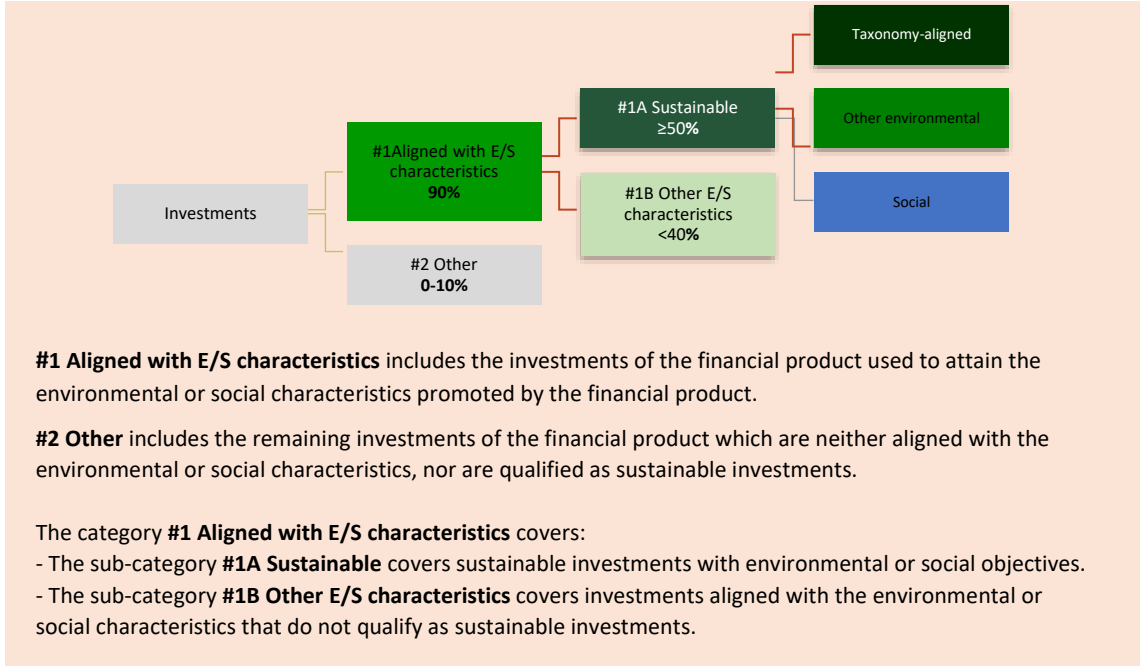 Taxonomy-aligned
#1A Sustainable
≥50%
Other environmental
#1Aligned with E/S
characteristics
90%
#1B Other E/S
characteristics
<40%
Social
Investments
#2 Other
0-10%
#1 Aligned with E/S characteristics includes the investments of the financial product used to attain the
environmental or social characteristics promoted by the financial product.
#2 Other includes the remaining investments of the financial product which are neither aligned with the
environmental or social characteristics, nor are qualified as sustainable investments.
The category #1 Aligned with E/S characteristics covers:
- The sub-category #1A Sustainable covers sustainable investments with environmental or social objectives.
- The sub-category #1B Other E/S characteristics covers investments aligned with the environmental or
social characteristics that do not qualify as sustainable investments.